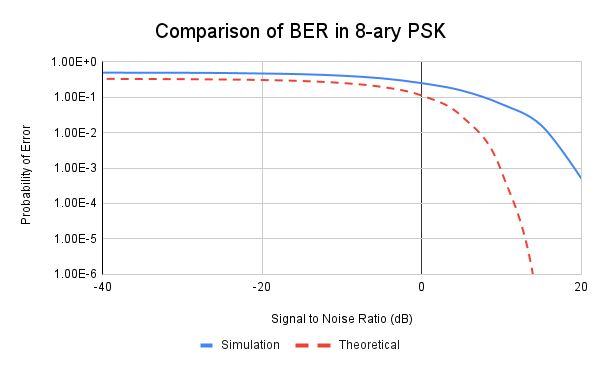 Comparison of BER in 8-ary PSK
1.00E+0
1.00E-1
1.00E-2
1.00E-3
1.00E-4
1.00E-5
1.00E-6
Probability of Error
-40
-20
0
20
Signal to Noise Ratio (dB)
Simulation
Theoretical